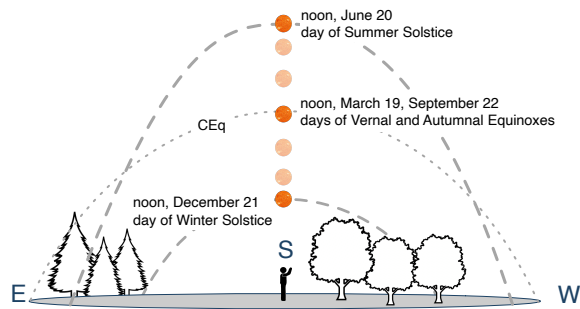 noon, June 20
day of Summer Solstice
noon, March 19, September 22
days of Vernal and Autumnal Equinoxes
CEq
noon, December 21
day of Winter Solstice
S
E
W